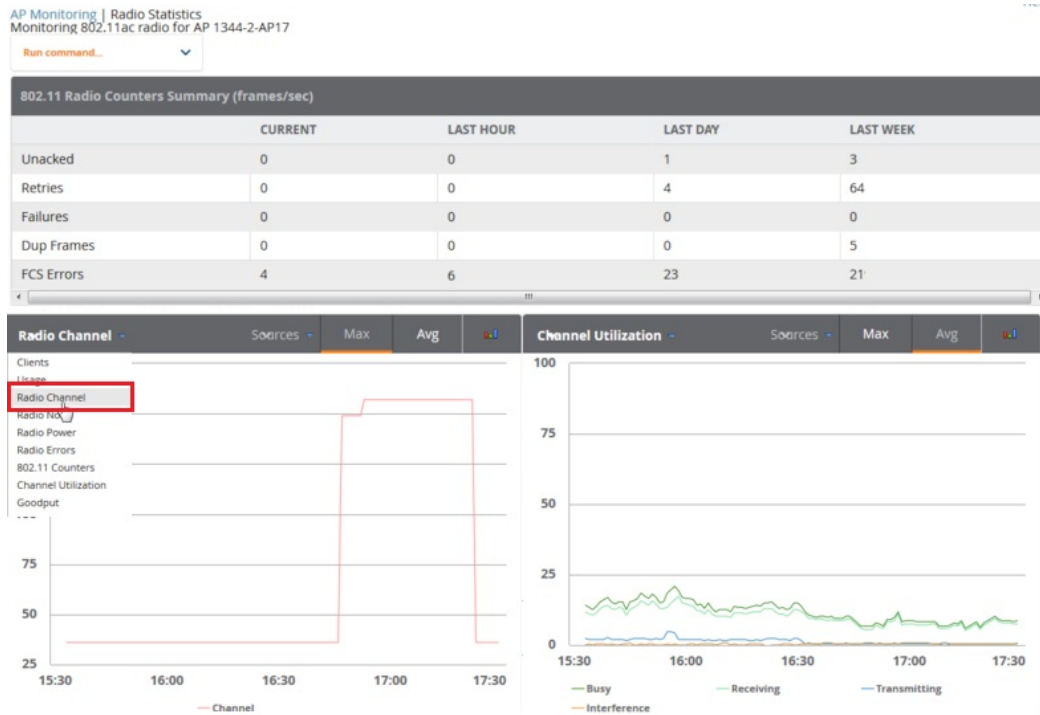 AP Monitoring | Radio Statistics
Monitoring 802.11ac radio for AP 1344-2-AP17
Run command...
802.11 Radio Counters Summary (frames/sec)
CURRENT LAST HOUR LAST DAY LAST WEEK
Unacked 0 0 1 3
Retries 0 0 4 64
Failures 0 0 0 0
Dup Frames 0 0 0 5
FCS Errors 4 6 23
Radio Channel Sources Max Avg
Clients
Usage
Radio Channel
Radio
Radio Power
Radio Errors
802.11 Counters
Channel Utilization
Goodput
75
50
25
15:30 16:00 16:30 17:00 17:30
Channel
Channel Utilization Sources Max Avg
100
75
50
25
0
15:30 16:00 16:30 17:00 17:30
Busy Receiving Transmitting
Interference